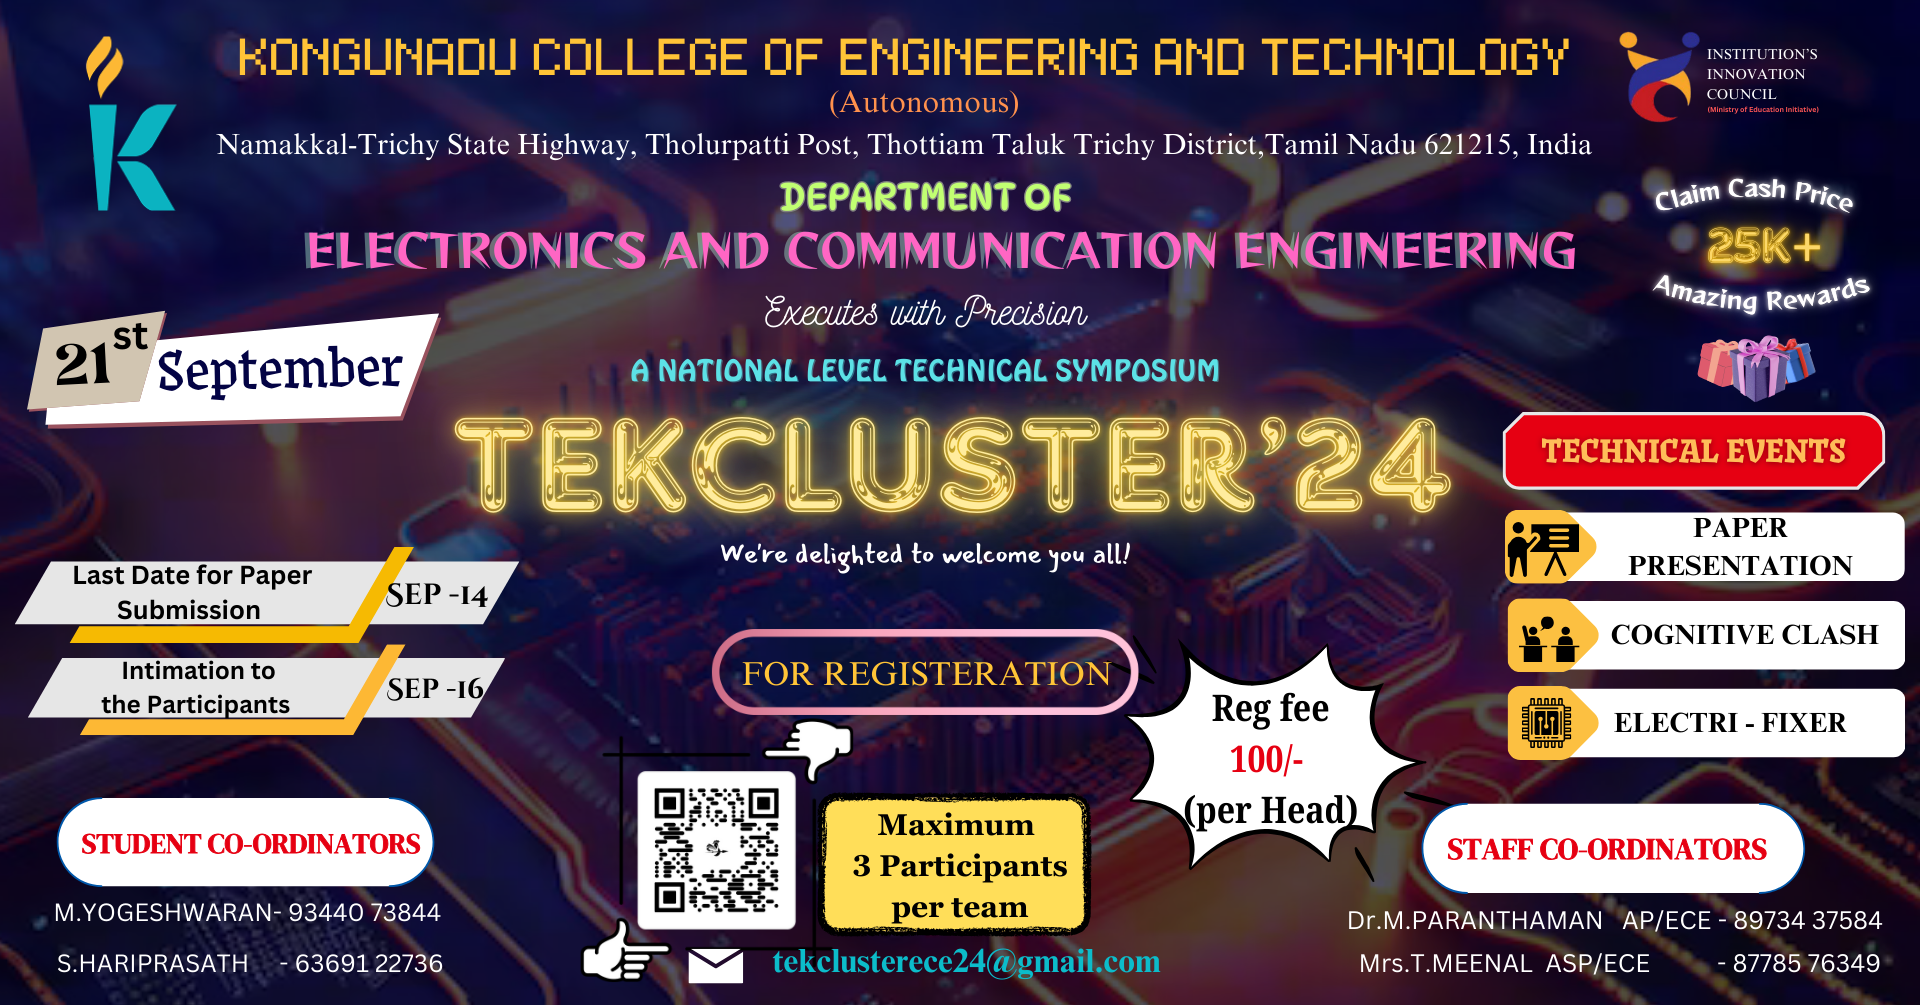 KONGUNADU COLLEGE OF ENGINEERING AND TECHNOLOGY
(Autonomous)
Namakkal-Trichy State Highway, Tholurpatti Post, Thottiam Taluk Trichy District,Tamil Nadu 621215, India
INSTITUTION'S
INNOVATION
COUNCIL
(Ministry of Education Initiative)
DEPARTMENT OF
ELECTRONICS AND COMMUNICATION ENGINEERING
Executes with Precision
Claim Cash Price
25K+
Amazing Rewards
21st September
A NATIONAL LEVEL TECHNICAL SYMPOSIUM
TEKCLUSTER'24
We're delighted to welcome you all!
TECHNICAL EVENTS
PAPER
PRESENTATION
COGNITIVE CLASH
ELECTRI - FIXER
Last Date for Paper
Submission
SEP -14
Intimation to
the Participants
SEP -16
FOR REGISTERATION
Reg fee
100/-
(per Head)
Maximum
3 Participants
per team
tekclusterece24@gmail.com
STUDENT CO-ORDINATORS
M.YOGESHWARAN- 93440 73844
S.HARIPRASATH - 63691 22736
STAFF CO-ORDINATORS
Dr.M.PARANTHAMAN AP/ECE - 89734 37584
Mrs.T.MEENAL ASP/ECE - 87785 76349